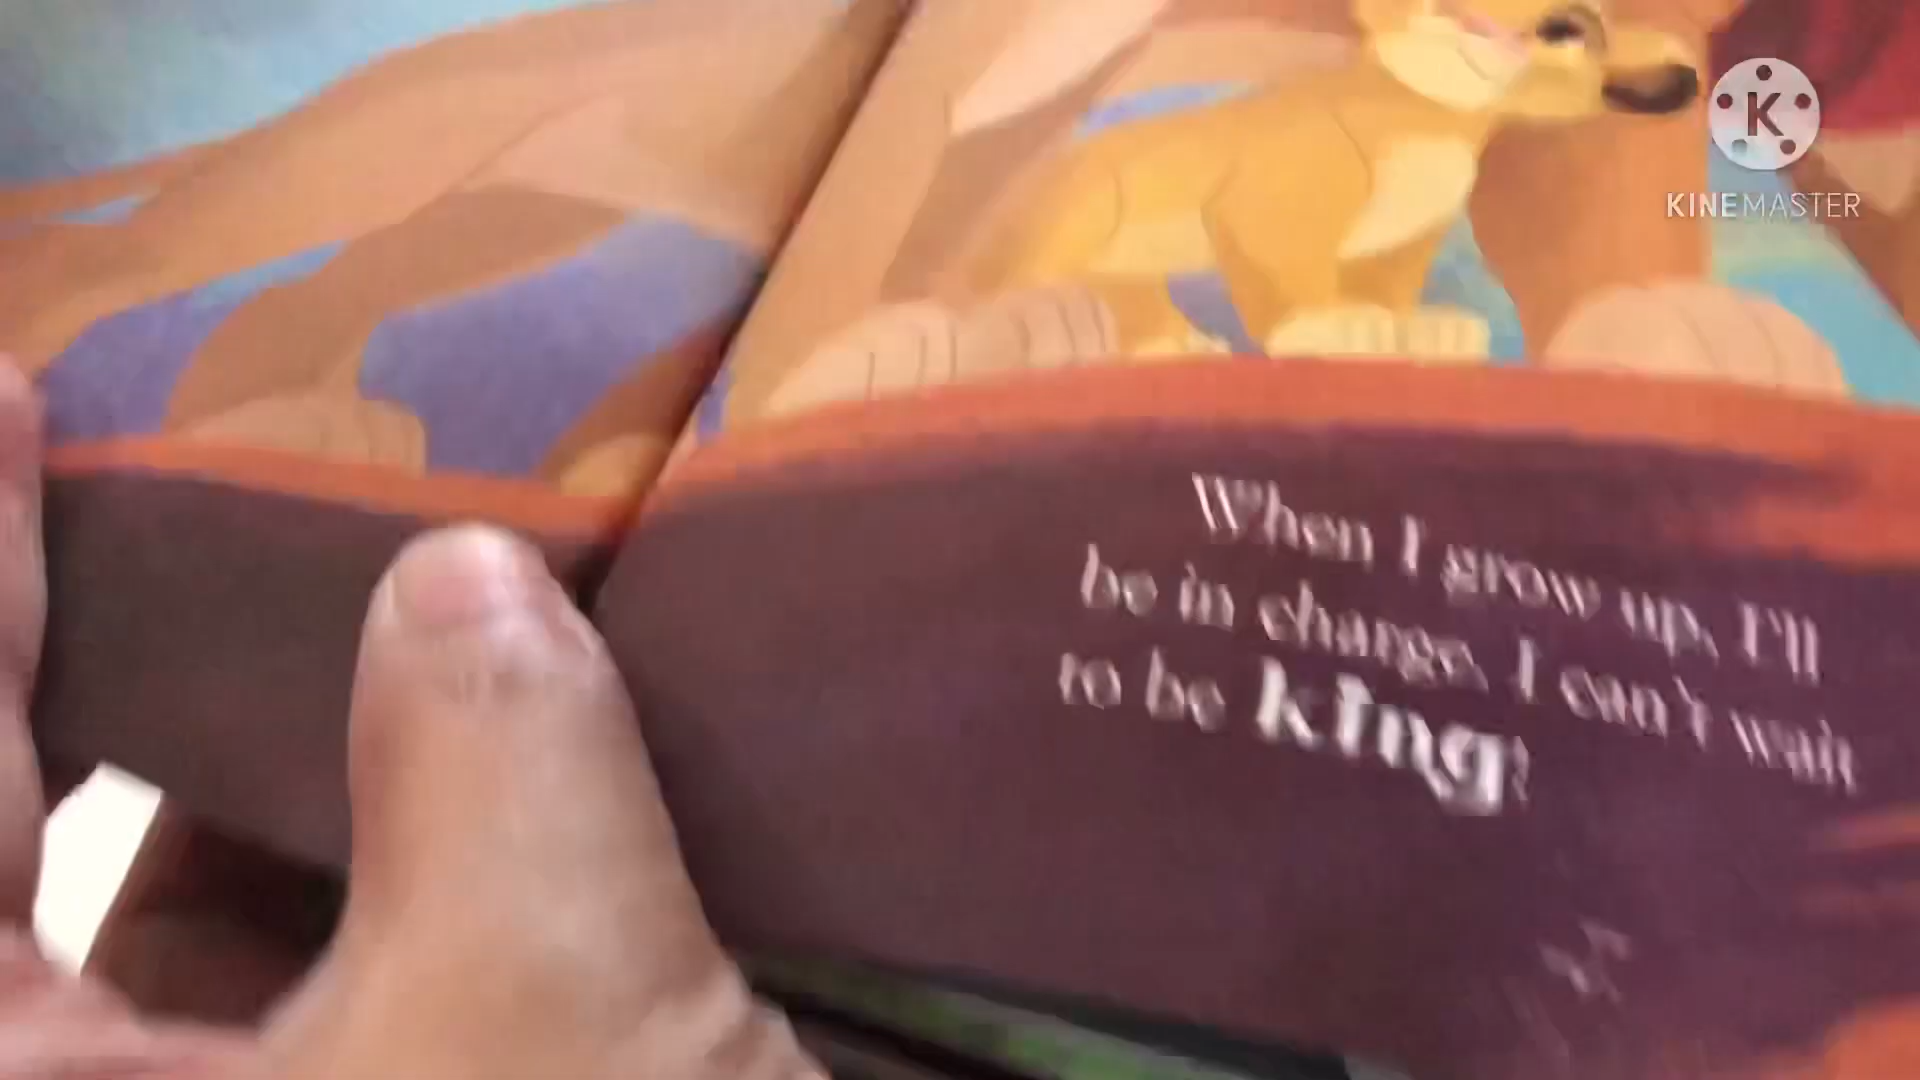 K
KINEMASTER
When I grow up, I'll
be in charge. I can't wait
to be king!